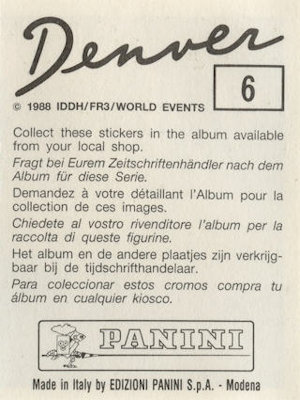 Denver
6
© 1988 IDDH/FR3/WORLD EVENTS
Collect these stickers in the album available
from your local shop.
Fragt bei Eurem Zeitschriftenhändler nach dem
Album für diese Serie.
Demandez à votre détaillant l'Album pour la
collection de ces images.
Chiedete al vostro rivenditore l'album per la
raccolta di queste figurine.
Het album en de andere plaatjes zijn verkrijg-
baar bij de tijdschrifthandelaar.
Para coleccionar estos cromos compra tu
álbum en cualquier kiosco.
PANINI
Made in Italy by EDIZIONI PANINI S.p.A. - Modena